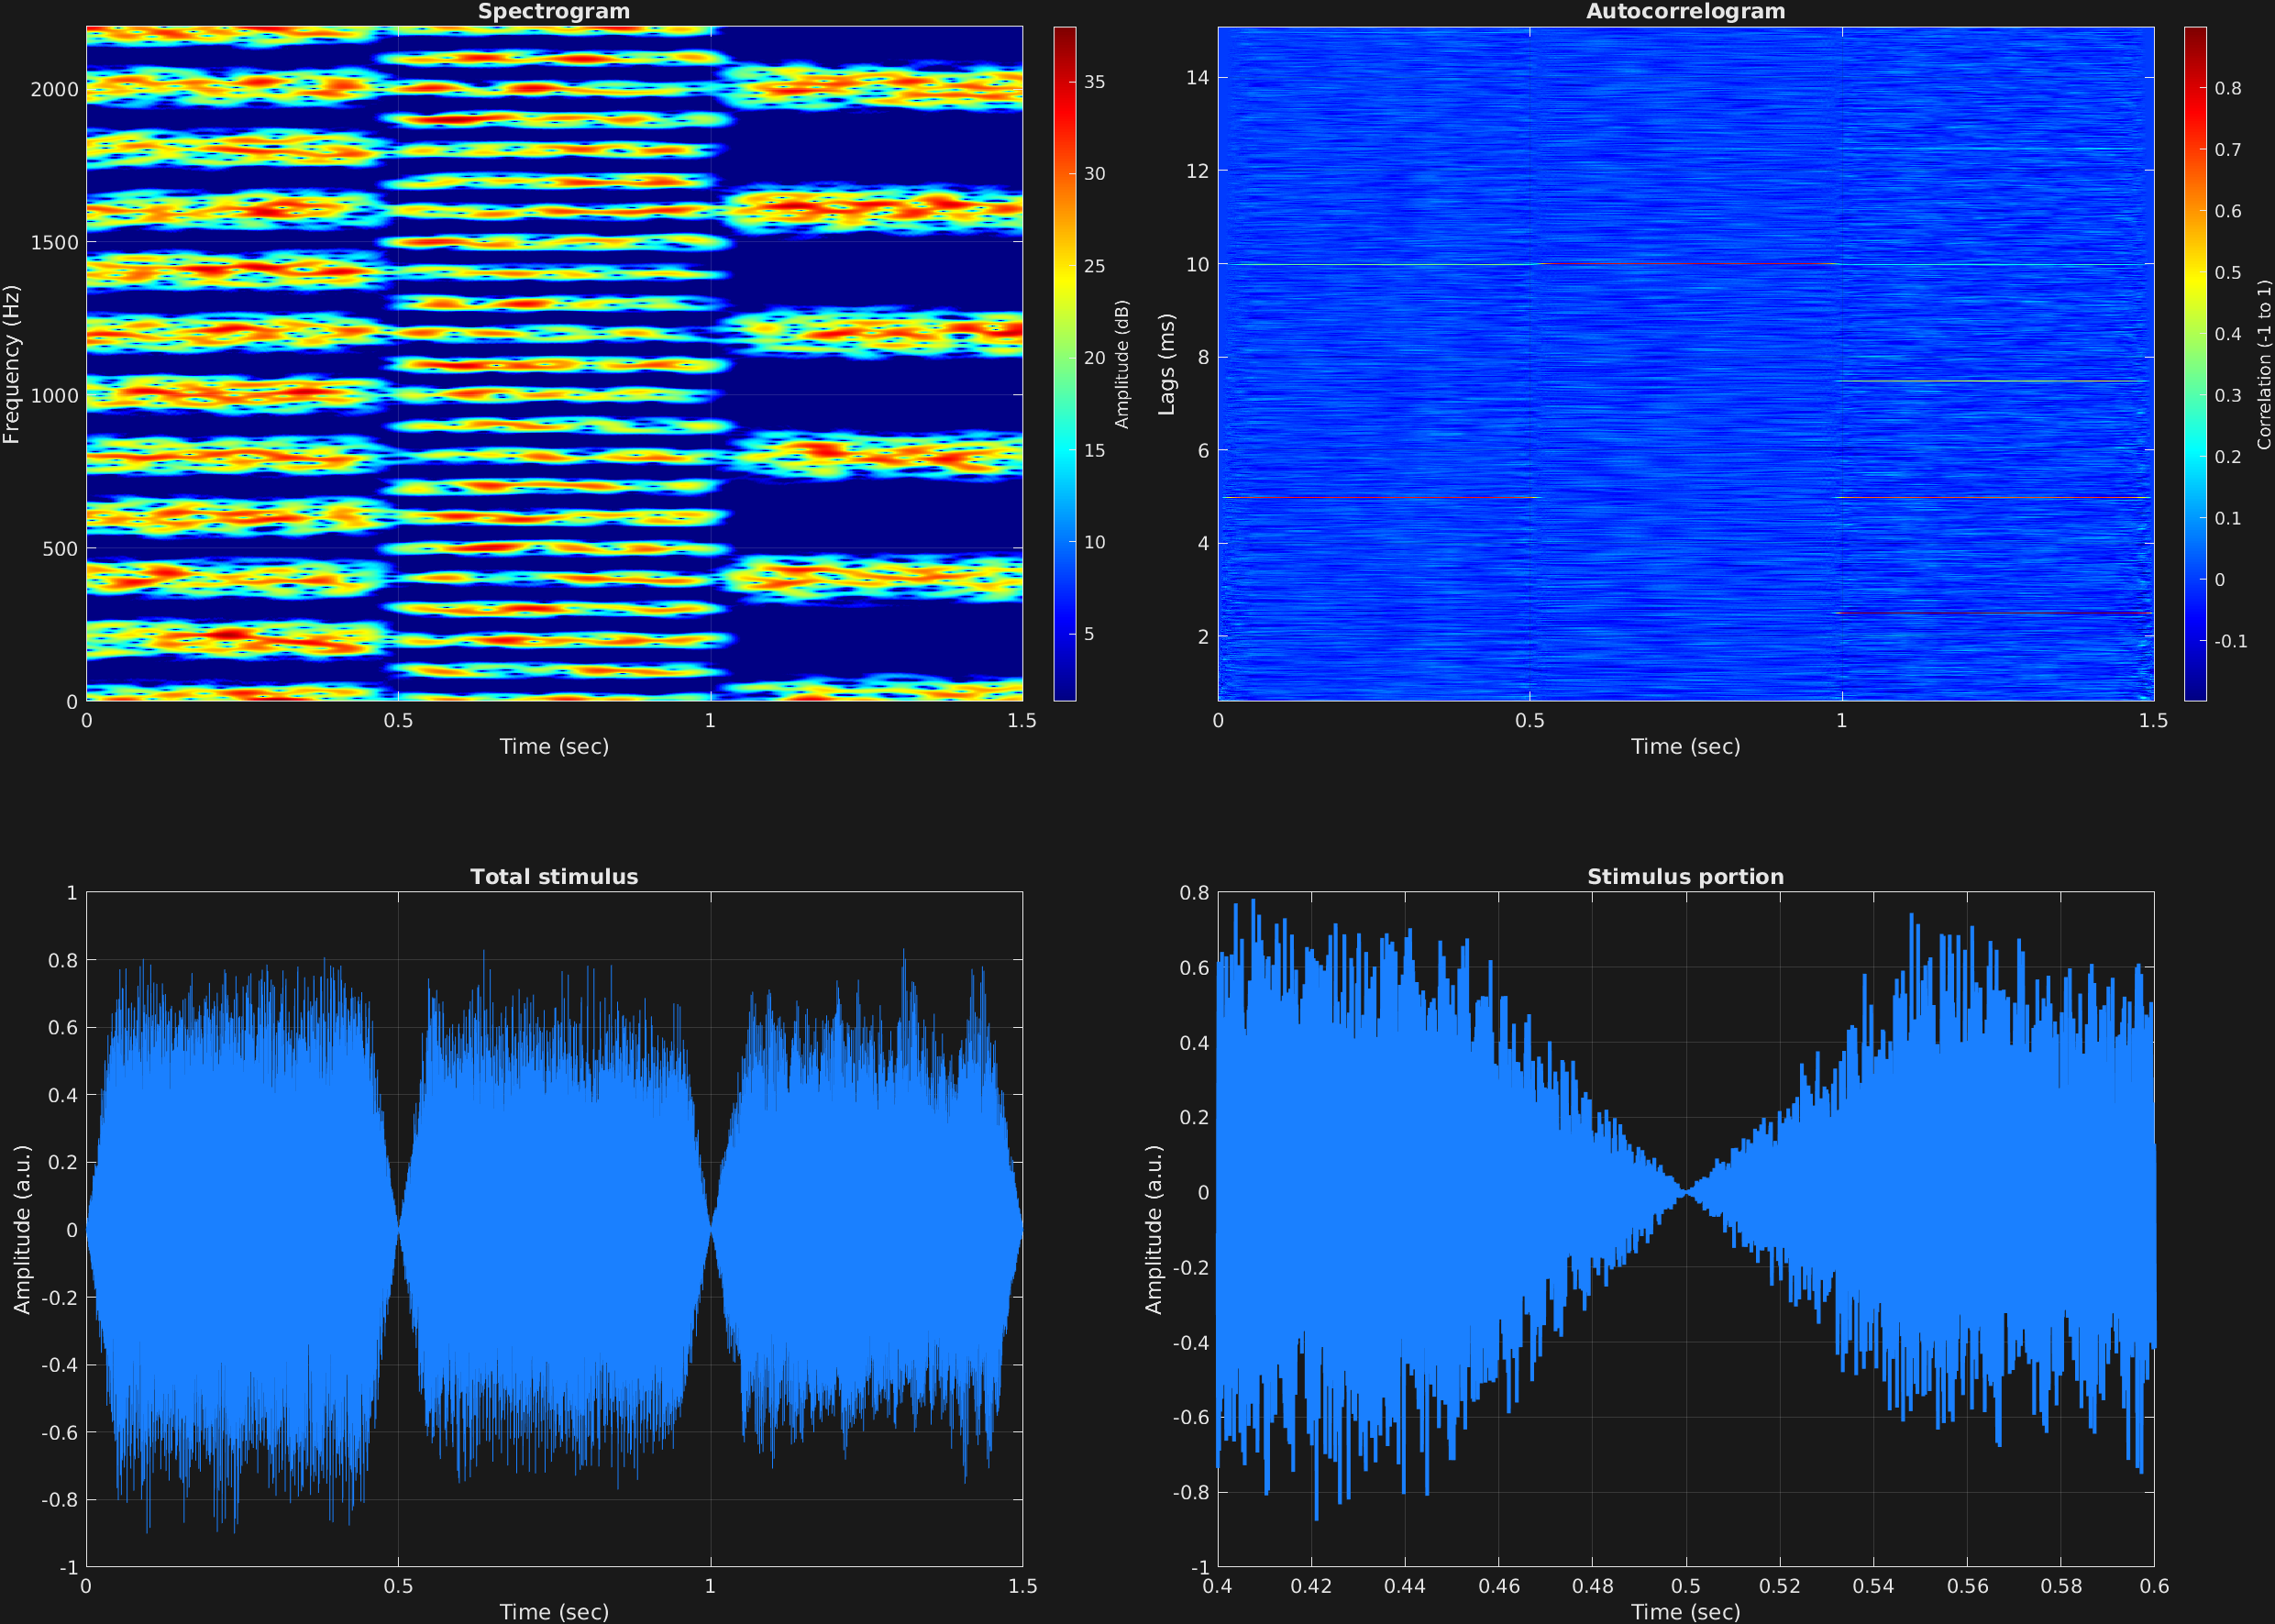 Spectrogram
2000
1500
1000
500
0
Frequency (Hz)
0 0.5 1 1.5
Time (sec)
35
30
25
20
15
10
5
Amplitude (dB)
Autocorrelogram
14
12
10
8
6
4
2
Lags (ms)
0 0.5 1 1.5
Time (sec)
0.8
0.7
0.6
0.5
0.4
0.3
0.2
0.1
0
-0.1
Correlation (-1 to 1)
Total stimulus
1
0.8
0.6
0.4
0.2
0
-0.2
-0.4
-0.6
-0.8
-1
Amplitude (a.u.)
0 0.5 1 1.5
Time (sec)
Stimulus portion
0.8
0.6
0.4
0.2
0
-0.2
-0.4
-0.6
-0.8
-1
Amplitude (a.u.)
0.4 0.42 0.44 0.46 0.48 0.5 0.52 0.54 0.56 0.58 0.6
Time (sec)